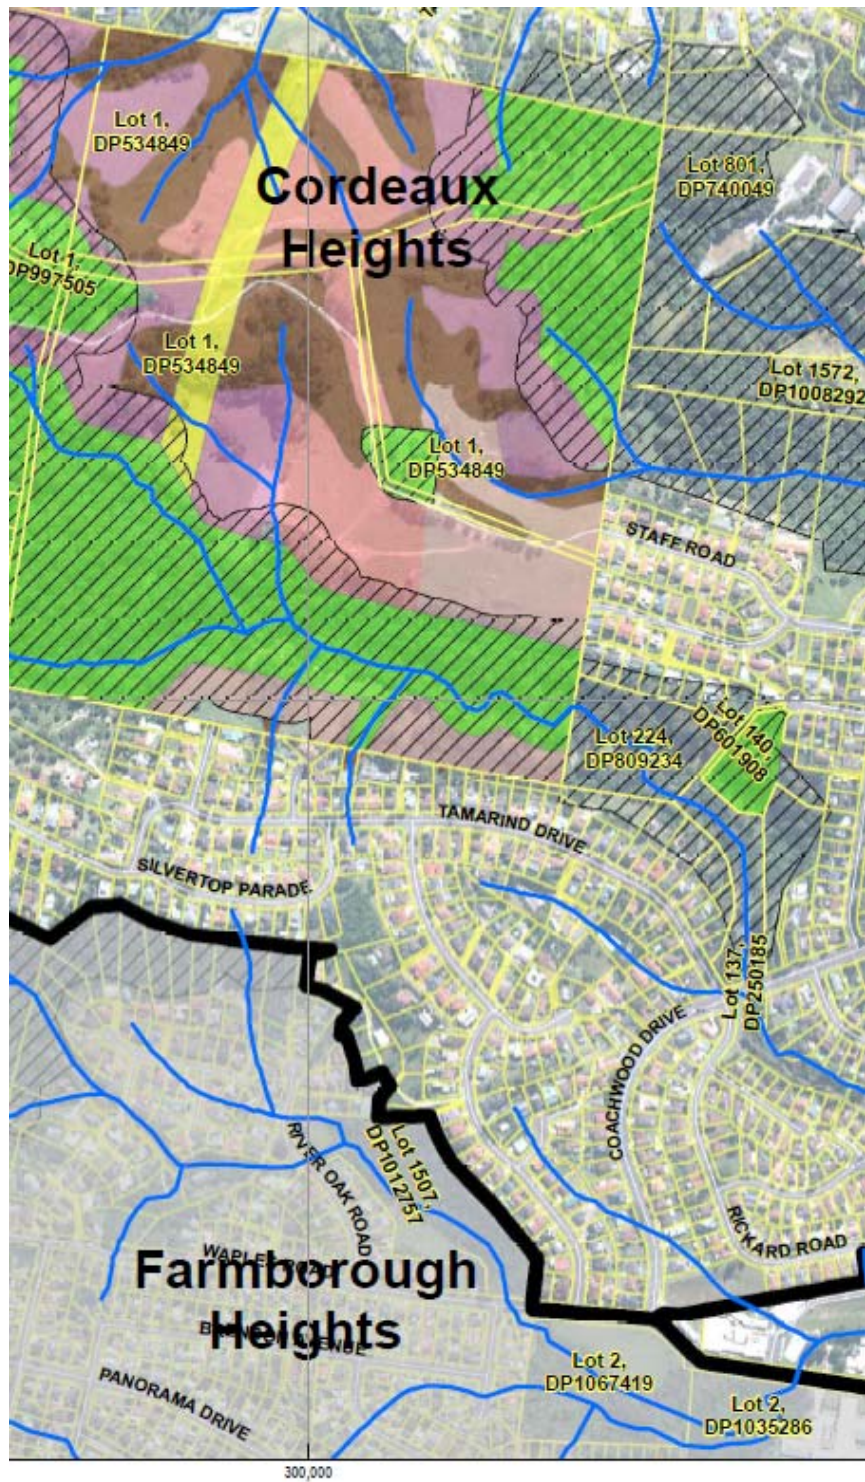 Lot 1,
DP534849
Cordeaux
Heights
Lot 801,
DP740049
Lot 1,
DP997505
Lot 1,
DP534849
Lot 1572,
DP1008292
Lot 1,
DP534849
STAFF ROAD
Lot 140,
DP601908
Lot 224,
DP809234
TAMARIND DRIVE
SILVERTOP PARADE
Lot 137,
DP250185
COACHWOOD DRIVE
RIVER OAK ROAD
Lot 1507,
DP1012757
RICKARD ROAD
Farmborough
Heights
PANORAMA DRIVE
Lot 2,
DP1067419
Lot 2,
DP1035286
300,000